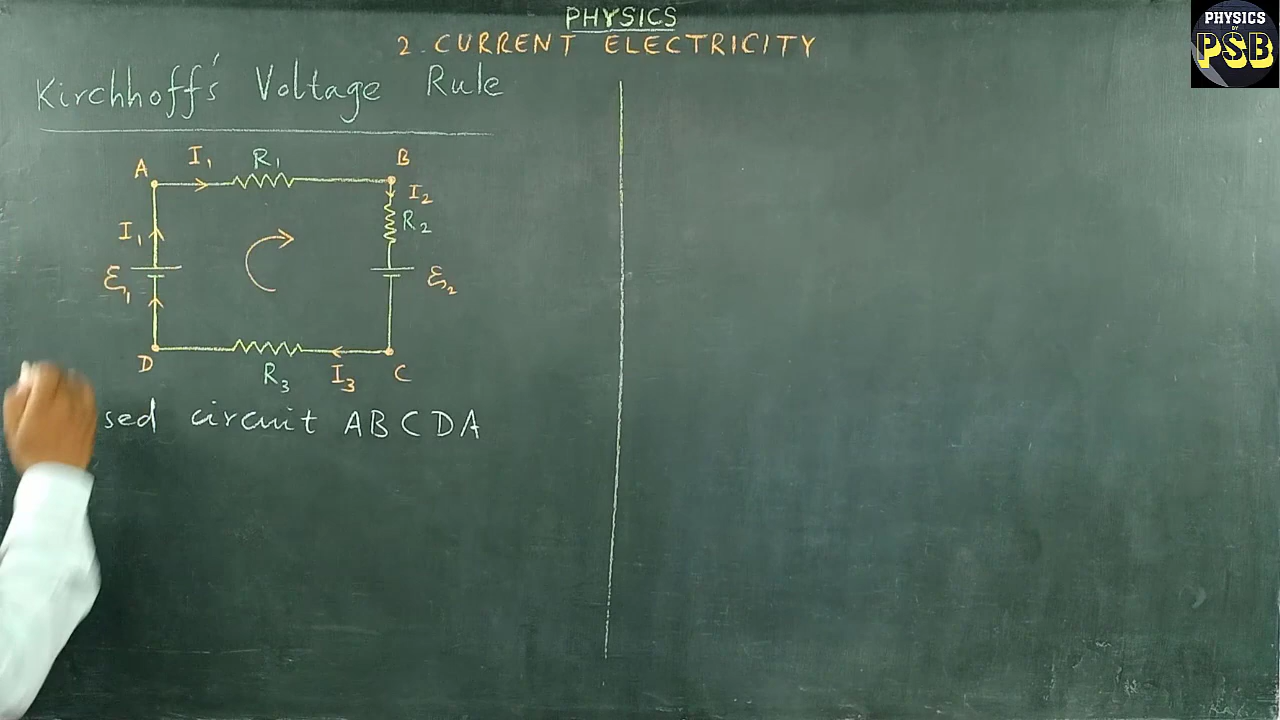 PHYSICS
2. CURRENT ELECTRICITY
PHYSICS
BY
PSB
Kirchhoff's Voltage Rule
A I₁ R₁ B
I₂
R₂
I₁
ℰ₁ ℰ₂
D R₃ I₃ C
sed circuit ABCDA